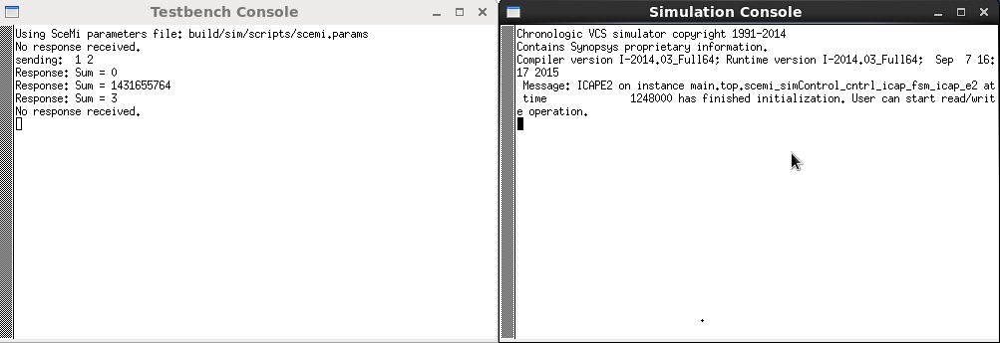 Testbench Console
Using SceMi parameters file: build/sim/scripts/scemi.params
No response received.
sending:  1 2
Response: Sum = 0
Response: Sum = 1431655764
Response: Sum = 3
No response received.
Simulation Console
Chronologic VCS simulator copyright 1991-2014
Contains Synopsys proprietary information.
Compiler version I-2014.03_Full64; Runtime version I-2014.03_Full64;  Sep  7 16:
17 2015
 Message: ICAPE2 on instance main.top.scemi_simControl_cntrl_icap_fsm_icap_e2 at
 time              1248000 has finished initialization. User can start read/writ
e operation.